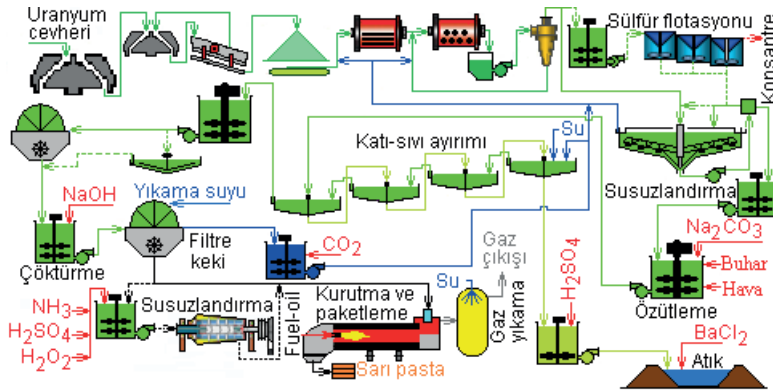 Uranyum
cevheri
Sülfür flotasyonu
Konsantre
Katı-sıvı ayırımı
Su
Susuzlandırma
NaOH
Yıkama suyu
Çöktürme
Filtre
keki
CO2
Gaz
çıkışı
H2SO4
Na2CO3
Buhar
Hava
Özütleme
NH3
H2SO4
H2O2
Susuzlandırma
Fuel-oil
Kurutma ve
paketleme
Su
Gaz
yıkama
Sarı pasta
BaCl2
Atık